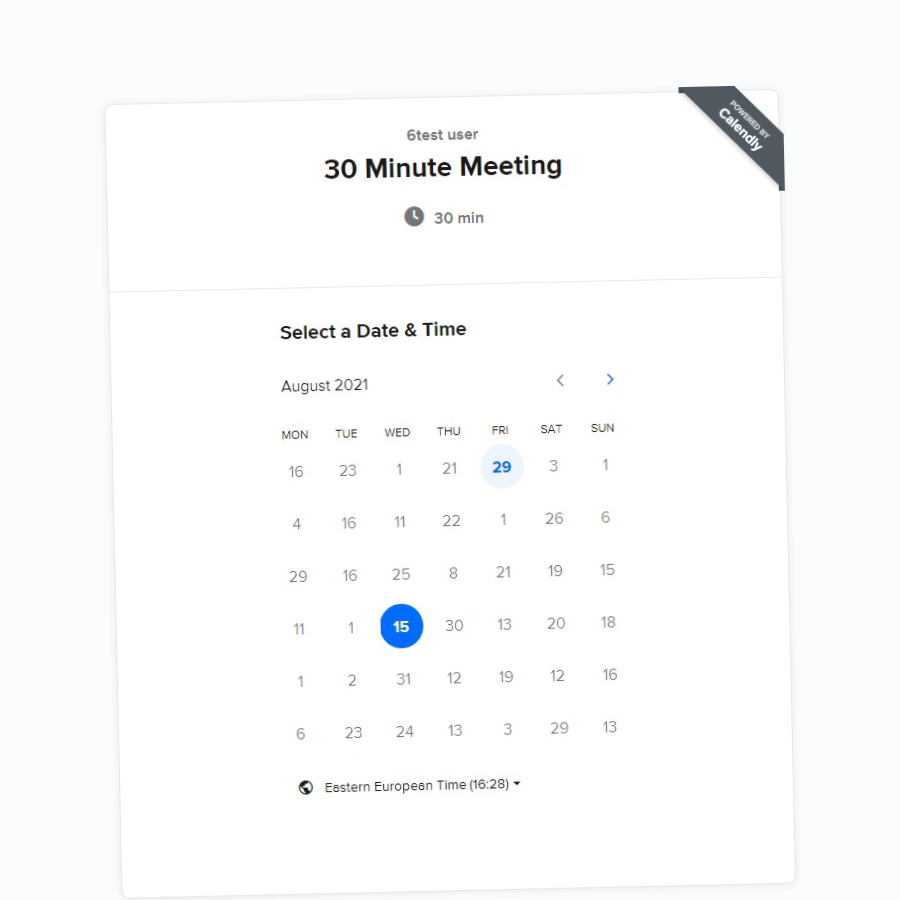 POWERED BY
Calendly
6test user
30 Minute Meeting
30 min
Select a Date & Time
August 2021
MON TUE WED THU FRI SAT SUN
16 23 1 21 29 3 1
4 16 11 22 1 26 6
29 16 25 8 21 19 15
11 1 15 30 13 20 18
1 2 31 12 19 12 16
6 23 24 13 3 29 13
Eastern European Time (16:28)